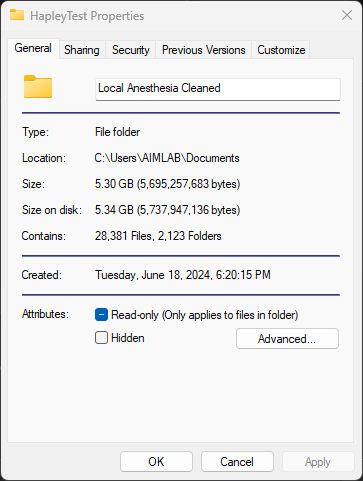 HapleyTest Properties
General Sharing Security Previous Versions Customize
Local Anesthesia Cleaned
Type: File folder
Location: C:\Users\AIMLAB\Documents
Size: 5.30 GB (5,695,257,683 bytes)
Size on disk: 5.34 GB (5,737,947,136 bytes)
Contains: 28,381 Files, 2,123 Folders
Created: Tuesday, June 18, 2024, 6:20:15 PM
Attributes: Read-only (Only applies to files in folder)
Hidden Advanced...
OK Cancel Apply